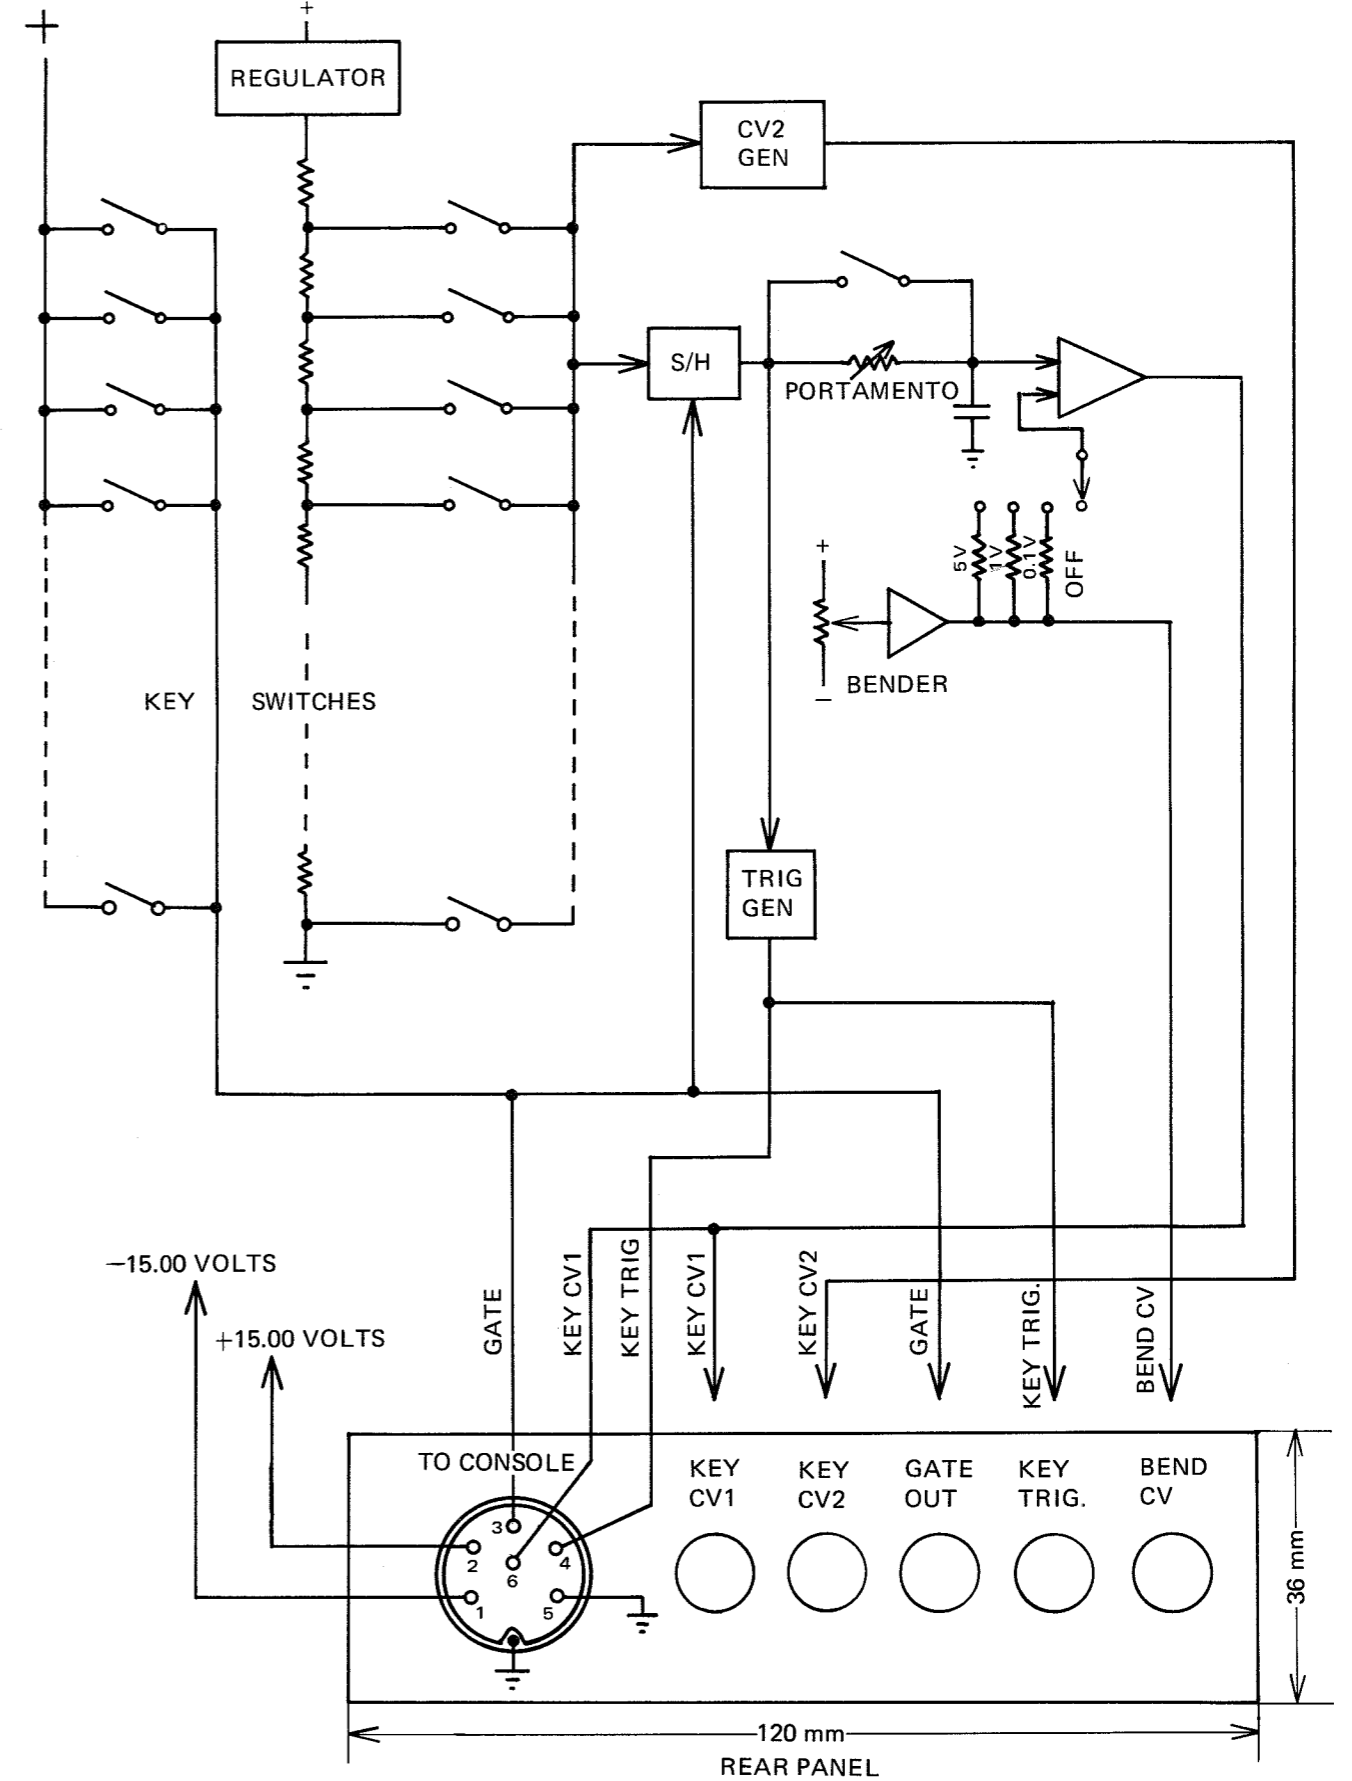 +
+
REGULATOR
CV2
GEN
S/H
PORTAMENTO
5V
1V
0.1V
OFF
+
−
BENDER
KEY SWITCHES
TRIG
GEN
−15.00 VOLTS
+15.00 VOLTS
GATE
KEY CV1
KEY TRIG
KEY CV1
KEY CV2
GATE
KEY TRIG.
BEND CV
TO CONSOLE
KEY
CV1
KEY
CV2
GATE
OUT
KEY
TRIG.
BEND
CV
3
2
4
6
1
5
36 mm
120 mm
REAR PANEL